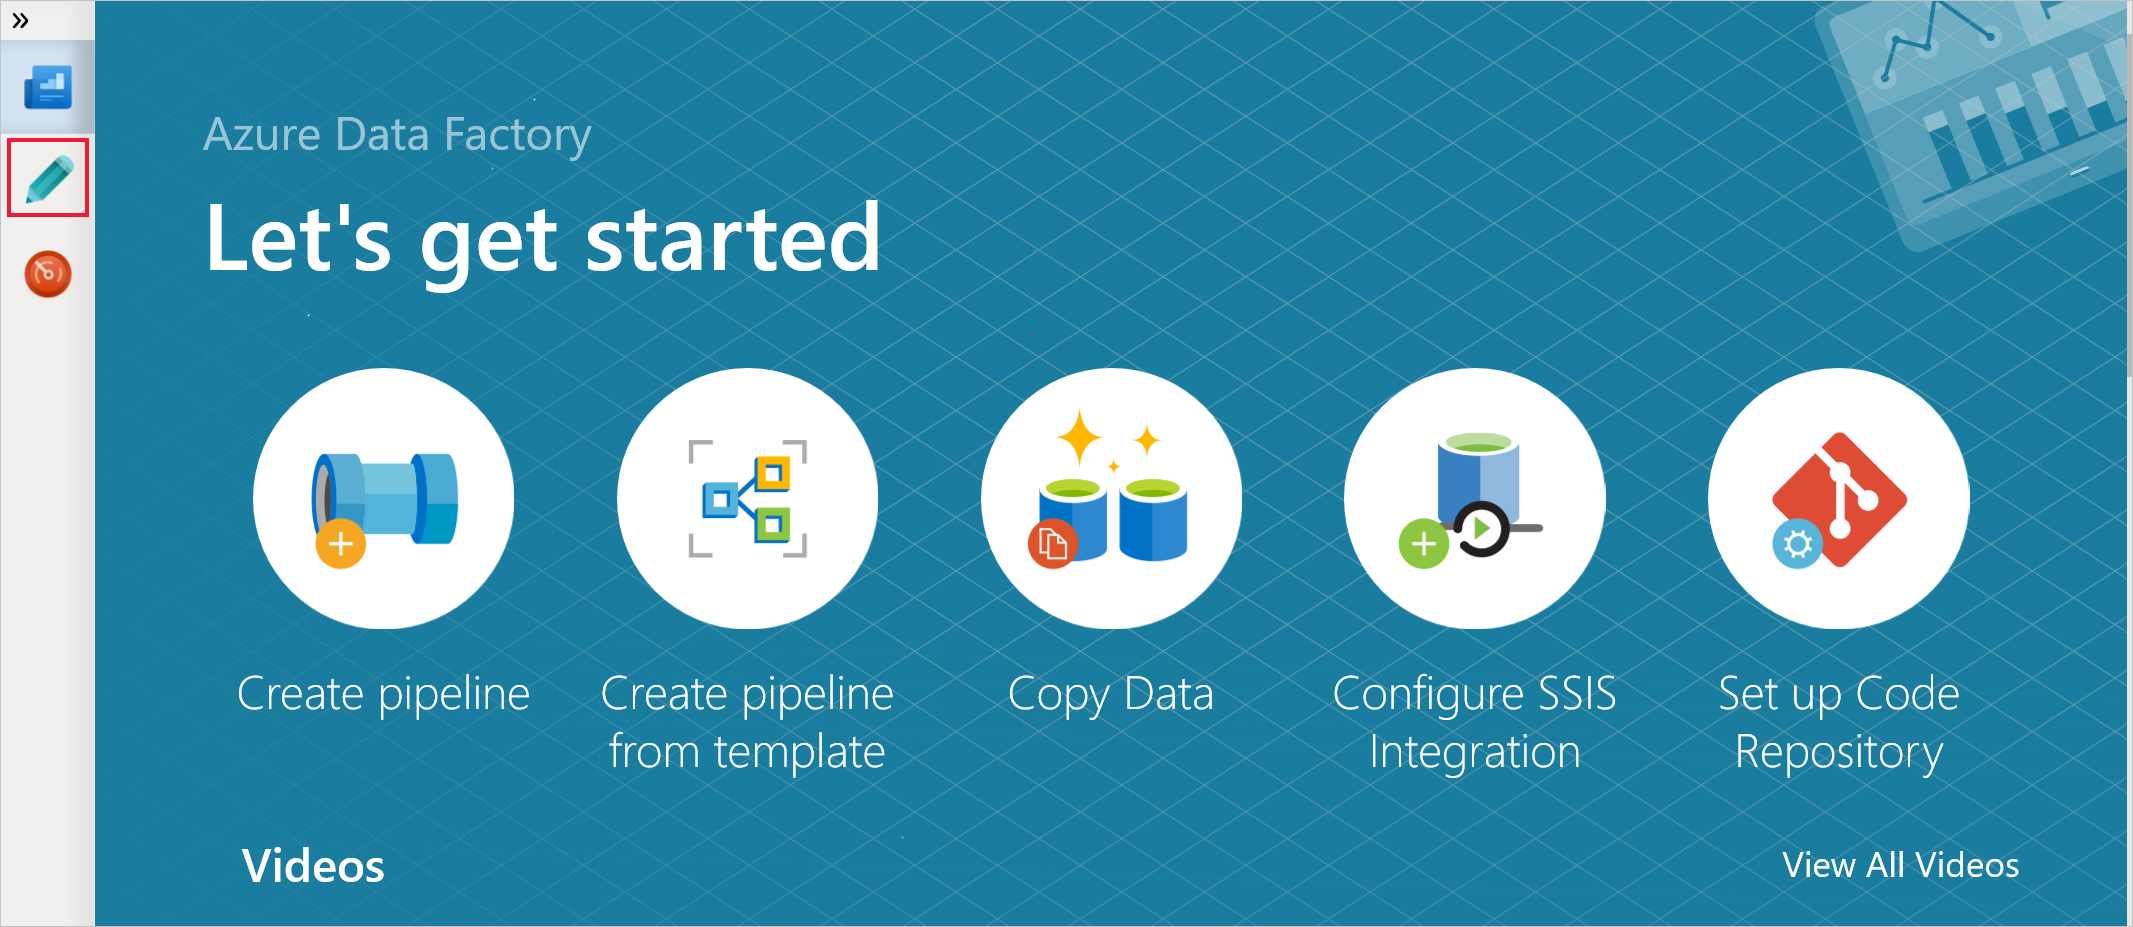 Azure Data Factory
Let's get started
Create pipeline
Create pipeline
from template
Copy Data
Configure SSIS
Integration
Set up Code
Repository
Videos
View All Videos